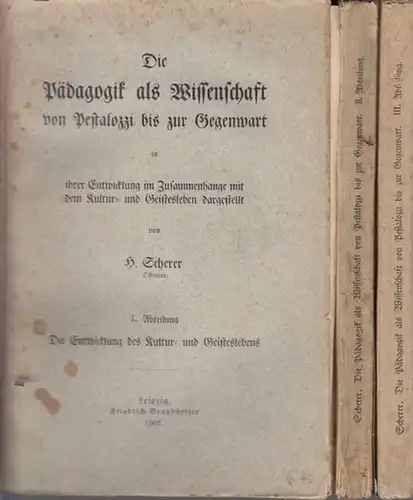 Die
Pädagogik als Wissenschaft
von Pestalozzi bis zur Gegenwart
in
ihrer Entwicklung im Zusammenhange mit
dem Kultur- und Geistesleben dargestellt
von
H. Scherer
Schulrat.
I. Abteilung
Die Entwicklung des Kultur- und Geisteslebens
Leipzig,
Friedrich Brandstetter
1907
Scherer, Die Pädagogik als Wissenschaft von Pestalozzi bis zur Gegenwart. II. Abteilung.
Scherer, Die Pädagogik als Wissenschaft von Pestalozzi bis zur Gegenwart. III. Abteilung.